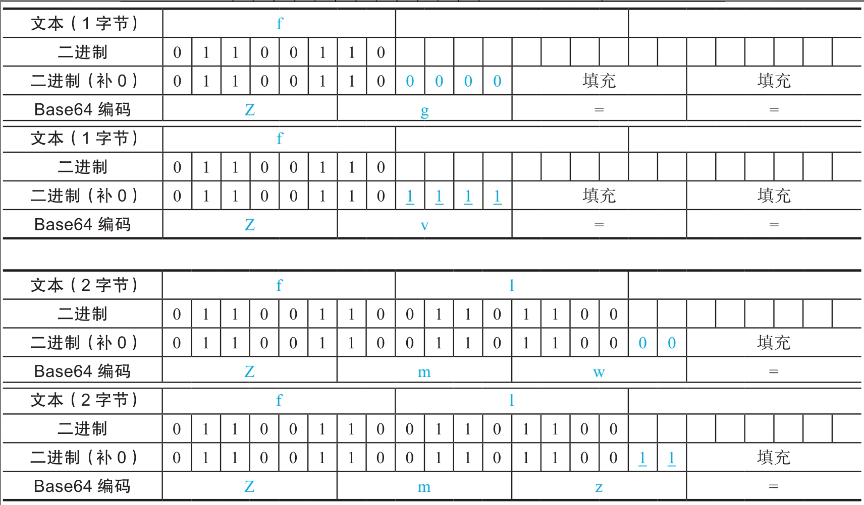 文本（1字节） f
二进制 0 1 1 0 0 1 1 0
二进制（补0） 0 1 1 0 0 1 1 0 0 0 0 0 填充 填充
Base64 编码 Z g = =
文本（1字节） f
二进制 0 1 1 0 0 1 1 0
二进制（补0） 0 1 1 0 0 1 1 0 1 1 1 1 填充 填充
Base64 编码 Z v = =
文本（2字节） f l
二进制 0 1 1 0 0 1 1 0 0 1 1 0 1 1 0 0
二进制（补0） 0 1 1 0 0 1 1 0 0 1 1 0 1 1 0 0 0 0 填充
Base64 编码 Z m w =
文本（2字节） f l
二进制 0 1 1 0 0 1 1 0 0 1 1 0 1 1 0 0
二进制（补0） 0 1 1 0 0 1 1 0 0 1 1 0 1 1 0 0 1 1 填充
Base64 编码 Z m z =